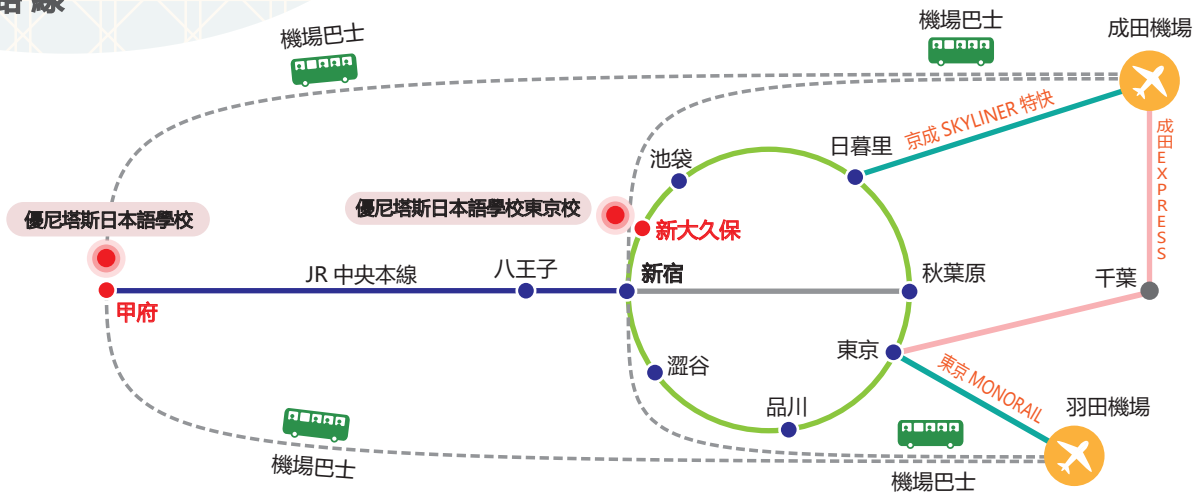 路線
機場巴士
機場巴士
成田機場
京成 SKYLINER 特快
日暮里
池袋
成田EXPRESS
優尼塔斯日本語學校
優尼塔斯日本語學校東京校
新大久保
JR 中央本線
八王子
新宿
秋葉原
千葉
甲府
東京
澀谷
東京 MONORAIL
品川
羽田機場
機場巴士
機場巴士